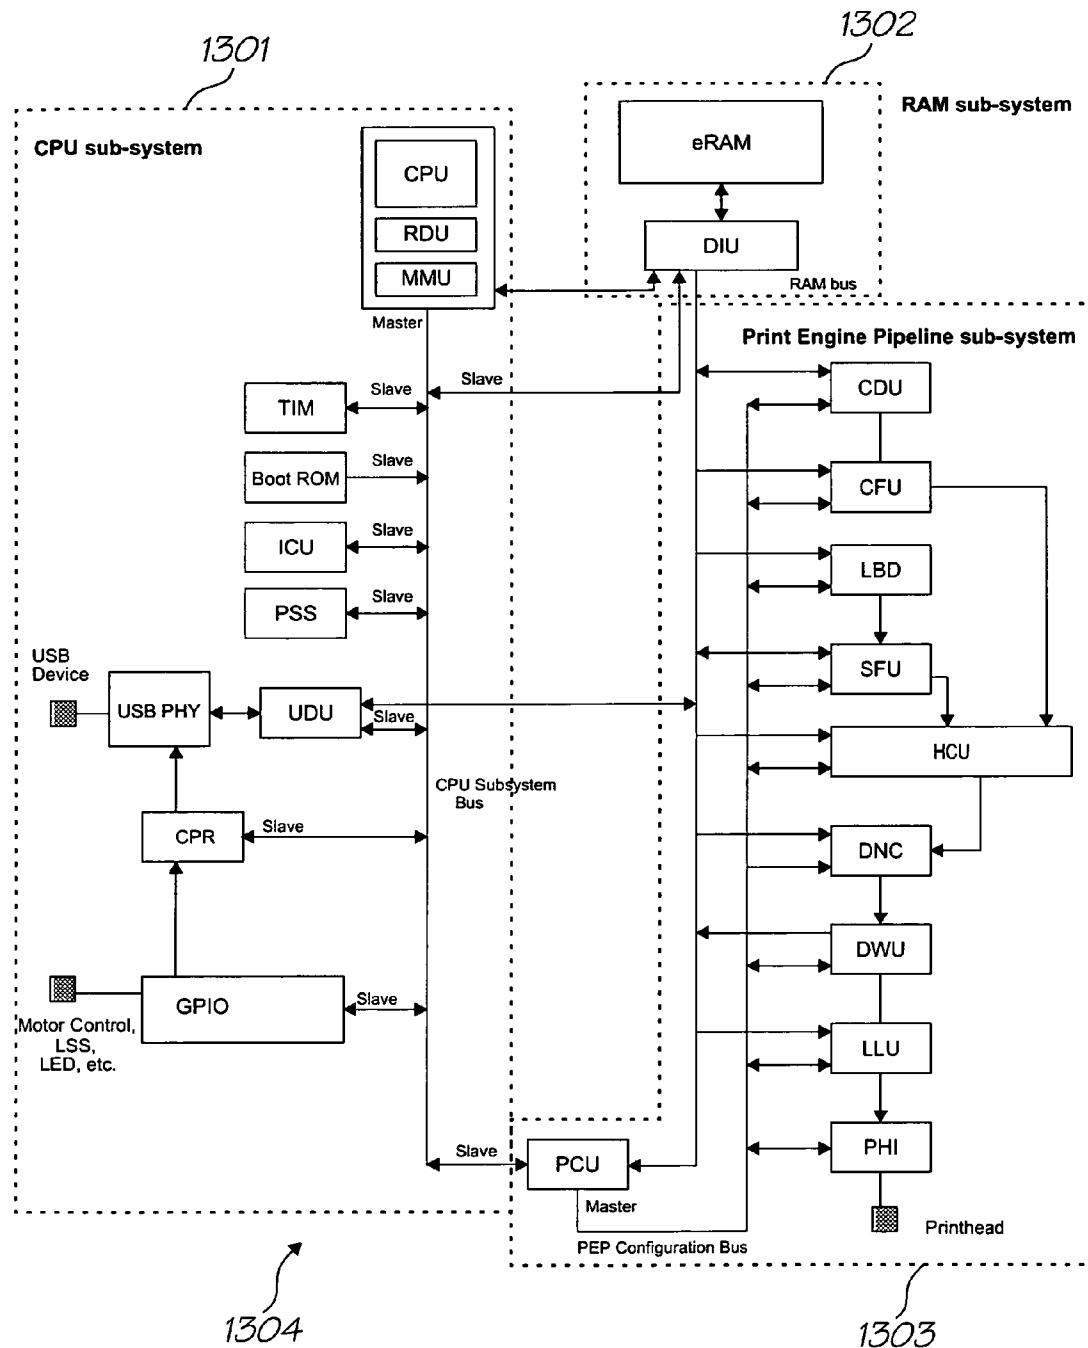 1301
1302
CPU sub-system
RAM sub-system
CPU
RDU
MMU
Master
eRAM
DIU
RAM bus
Print Engine Pipeline sub-system
TIM
Slave
Slave
Boot ROM
Slave
ICU
Slave
PSS
Slave
USB
Device
USB PHY
UDU
Slave
CPU Subsystem
Bus
CPR
Slave
GPIO
Slave
Motor Control,
LSS,
LED, etc.
CDU
CFU
LBD
SFU
HCU
DNC
DWU
LLU
PHI
Printhead
Slave
PCU
Master
PEP Configuration Bus
1304
1303